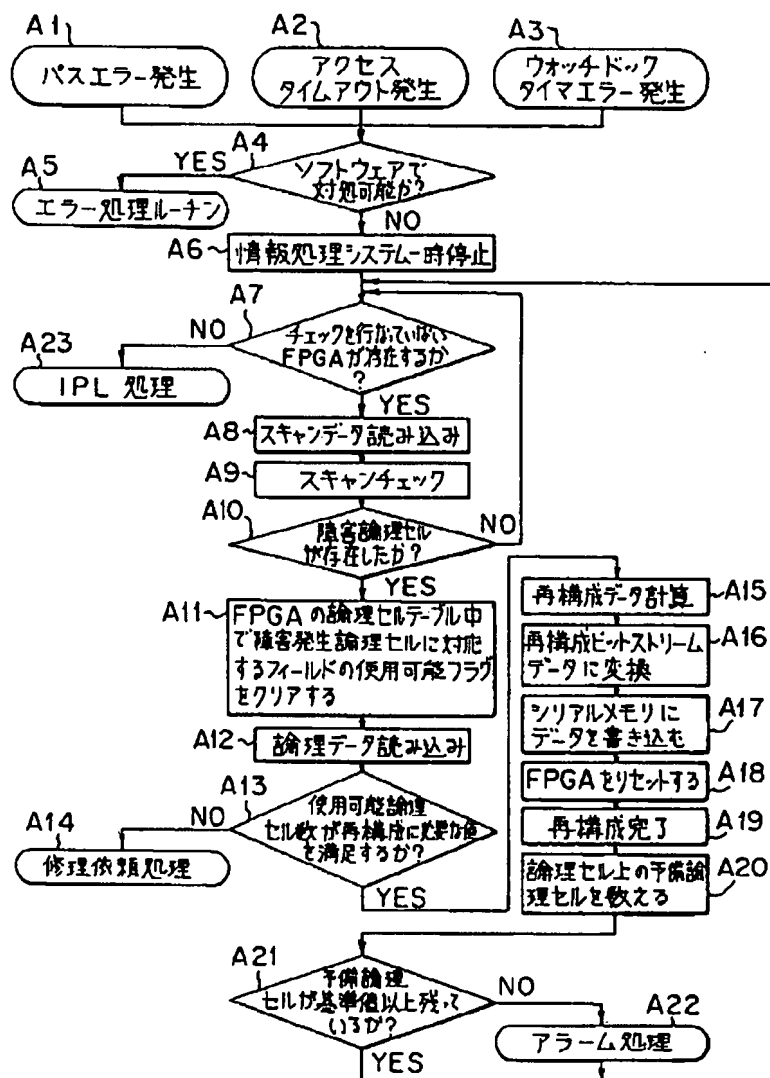 A1
パスエラー発生
A2
アクセス
タイムアウト発生
A3
ウォッチドック
タイマエラー発生
A4
ソフトウェアで
対処可能か?
YES
NO
A5
エラー処理ルーチン
A6
情報処理システム一時停止
A7
チェックを行なっていない
FPGAが存在するか
?
NO
YES
A23
IPL 処理
A8
スキャンデータ読み込み
A9
スキャンチェック
A10
障害論理セル
が存在したか?
NO
YES
A11
FPGAの論理セルテーブル中
で障害発生論理セルに対応
するフィールドの使用可能フラグ
をクリアする
A12
論理データ読み込み
A13
使用可能論理
セル数が再構成に必要な値
を満足するか?
NO
YES
A14
修理依頼処理
A15
再構成データ計算
A16
再構成ビットストリーム
データに変換
A17
シリアルメモリに
データを書き込む
A18
FPGAをリセットする
A19
再構成完了
A20
論理セル上の予備論
理セルを数える
A21
予備論理
セルが基準値以上残って
いるか?
NO
YES
A22
アラーム処理